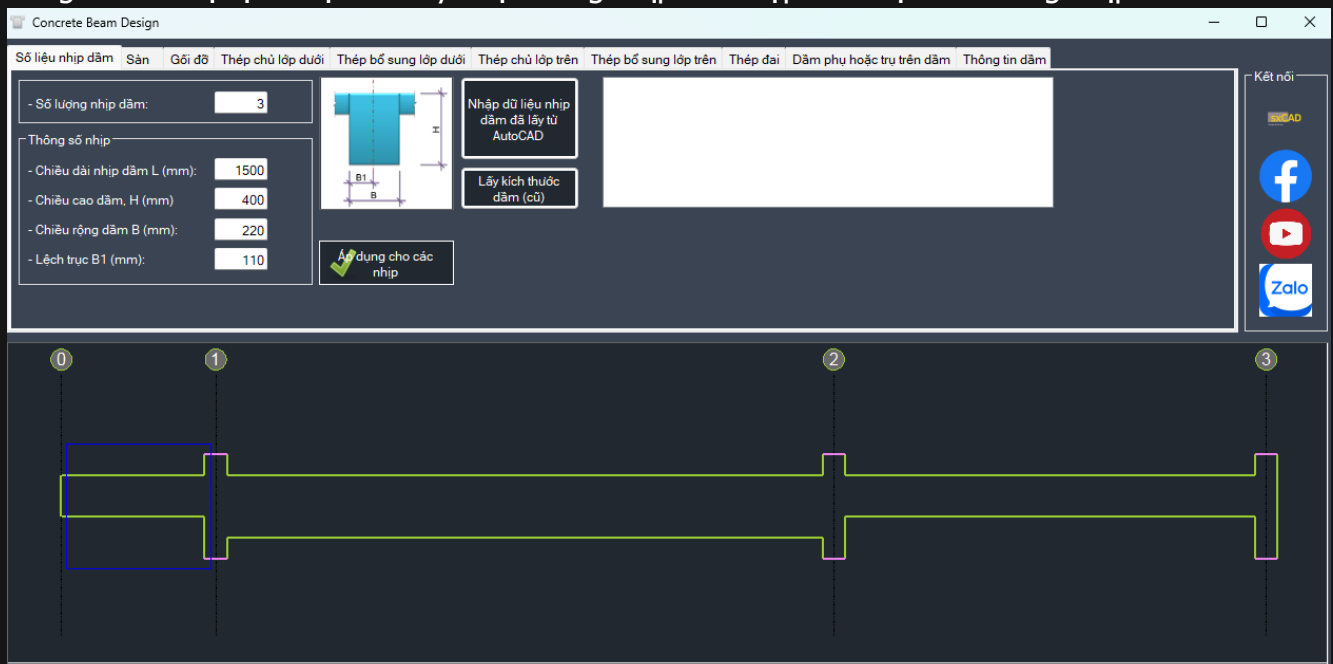 Concrete Beam Design
Số liệu nhịp dầm Sàn Gối đỡ Thép chủ lớp dưới Thép bổ sung lớp dưới Thép chủ lớp trên Thép bổ sung lớp trên Thép đai Dầm phụ hoặc trụ trên dầm Thông tin dầm
- Số lượng nhịp dầm: 3
Thông số nhịp
- Chiều dài nhịp dầm L (mm): 1500
- Chiều cao dầm, H (mm) 400
- Chiều rộng dầm B (mm): 220
- Lệch trục B1 (mm): 110
H
B1
B
Nhập dữ liệu nhịp
dầm đã lấy từ
AutoCAD
Lấy kích thước
dầm (cũ)
Áp dụng cho các
nhịp
Kết nối
sxCAD
Zalo
0 1 2 3